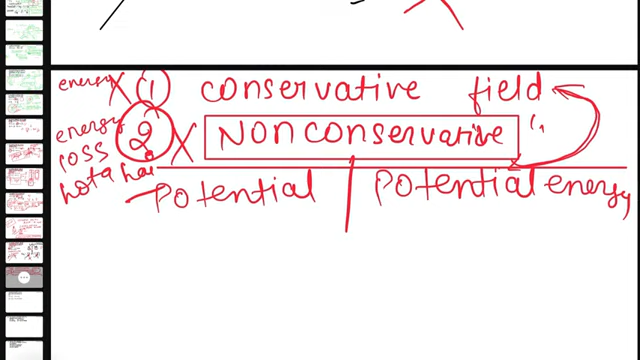 energy X (1) conservative field
energy loss hota hai 2 X Nonconservative
Potential | Potential energy